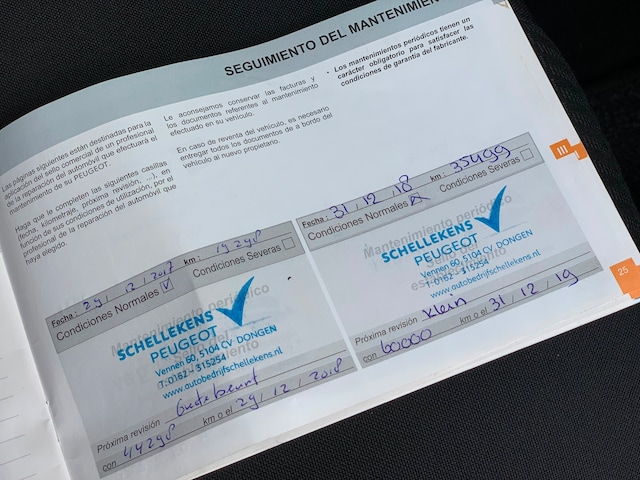 SEGUIMIENTO DEL MANTENIMIEN
Las páginas siguientes están destinadas para la
aplicación del sello comercial de un profesional
de la reparación del automóvil que efectuará el
mantenimiento de su PEUGEOT.
Haga que le completen las siguientes casillas
(fecha, kilometraje, próxima revisión, ...), en
función de sus condiciones de utilización, por el
profesional de la reparación del automóvil que
haya elegido.
Le aconsejamos conservar las facturas y
los documentos referentes al mantenimiento
efectuado en su vehículo.
En caso de reventa del vehículo, es necesario
entregar todos los documentos de a bordo del
vehículo al nuevo propietario.
• Los mantenimientos periódicos tienen un
carácter obligatorio para satisfacer las
condiciones de garantía del fabricante.
Fecha: 29 / 12 / 2017 km: 19298
Condiciones Normales Condiciones Severas
Mantenimiento periódico
SCHELLEKENS
PEUGEOT
Vennen 60, 5104 CV DONGEN
T: 0162 - 315254
www.autobedrijfschellekens.nl
Próxima revisión Grote beurt
con 44298 km o el 29 / 12 / 2018
Fecha: 31 / 12 / 18 km: 35499
Condiciones Normales Condiciones Severas
Mantenimiento periódico
SCHELLEKENS
PEUGEOT
Vennen 60, 5104 CV DONGEN
T: 0162 - 315254
www.autobedrijfschellekens.nl
Próxima revisión Klein
con 60000 km o el 31 / 12 / 19
III
25